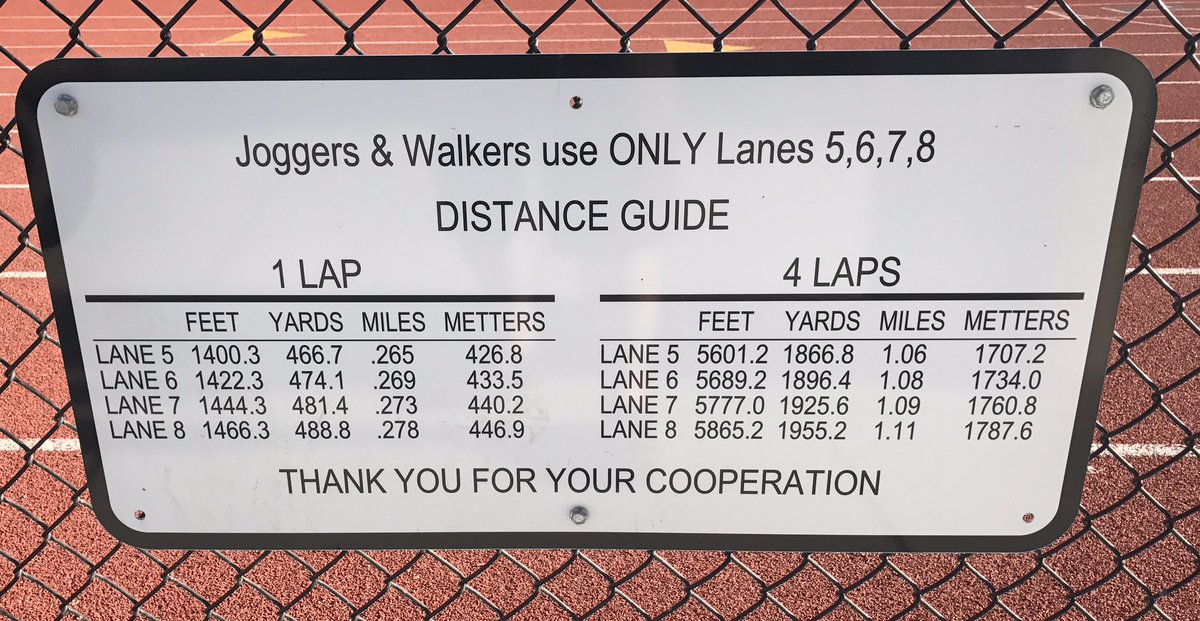 Joggers & Walkers use ONLY Lanes 5,6,7,8
DISTANCE GUIDE
1 LAP
FEET YARDS MILES METTERS
LANE 5 1400.3 466.7 .265 426.8
LANE 6 1422.3 474.1 .269 433.5
LANE 7 1444.3 481.4 .273 440.2
LANE 8 1466.3 488.8 .278 446.9
4 LAPS
FEET YARDS MILES METTERS
LANE 5 5601.2 1866.8 1.06 1707.2
LANE 6 5689.2 1896.4 1.08 1734.0
LANE 7 5777.0 1925.6 1.09 1760.8
LANE 8 5865.2 1955.2 1.11 1787.6
THANK YOU FOR YOUR COOPERATION